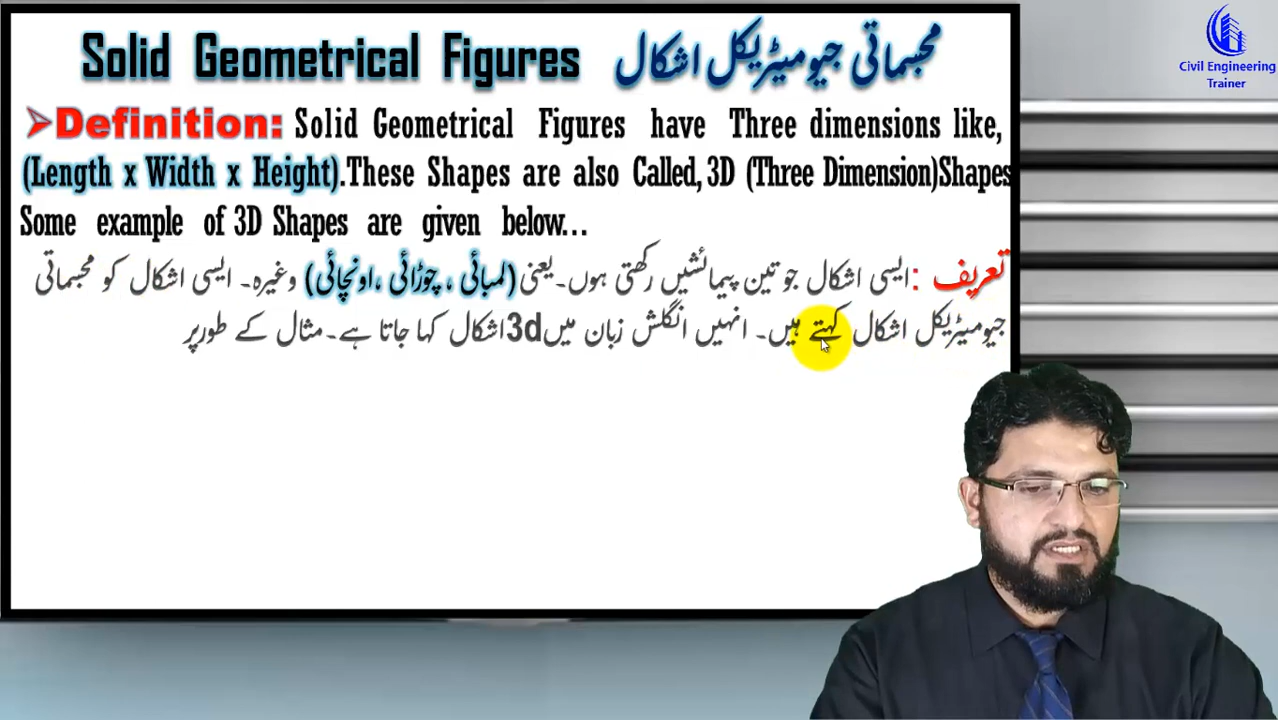 Solid Geometrical Figures مجسماتی جیومیٹریکل اشکال
Civil Engineering
Trainer
Definition: Solid Geometrical Figures have Three dimensions like,
(Length x Width x Height).These Shapes are also Called, 3D (Three Dimension)Shapes
Some example of 3D Shapes are given below...
تعریف: ایسی اشکال جو تین پیمائشیں رکھتی ہوں۔ یعنی (لمبائی ، چوڑائی ، اونچائی) وغیرہ۔ ایسی اشکال کو مجسماتی
جیومیٹریکل اشکال کہتے ہیں۔ انہیں انگلش زبان میں 3d اشکال کہا جاتا ہے۔ مثال کے طور پر